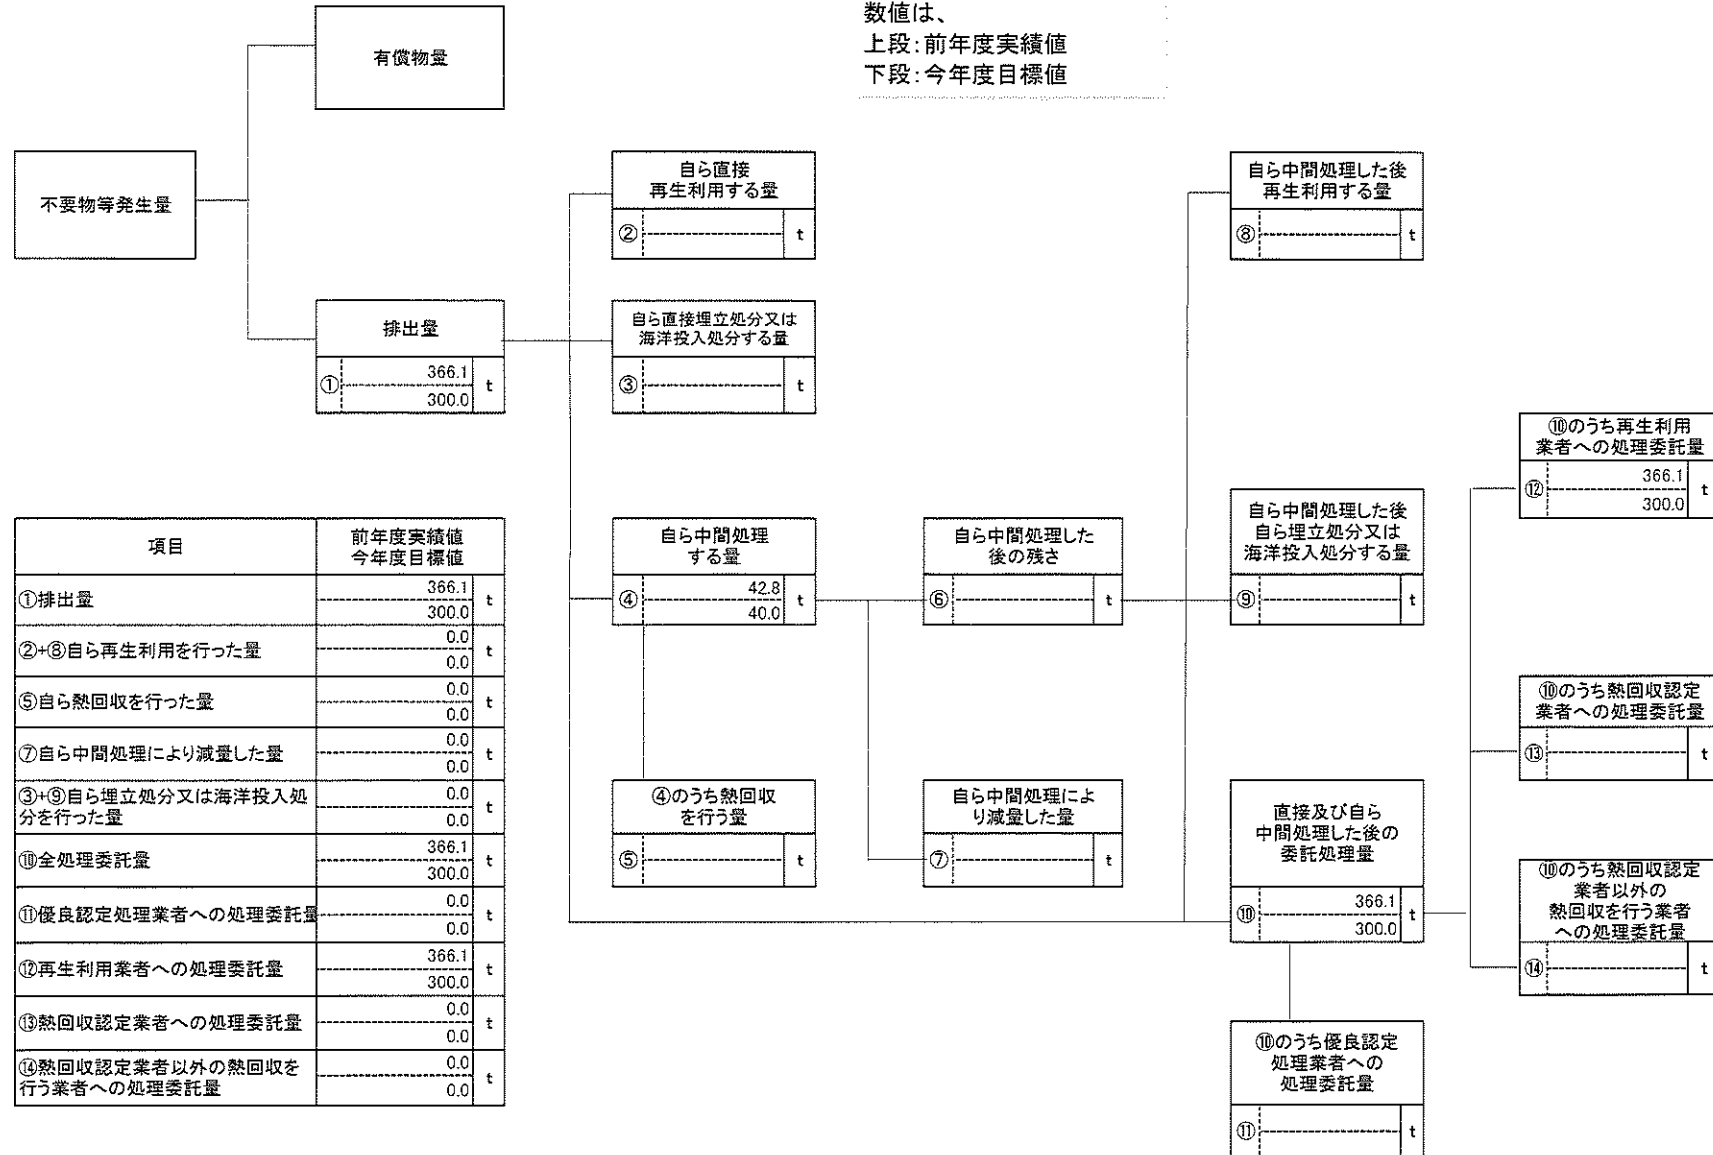 数値は、
上段:前年度実績値
下段:今年度目標値
有償物量
不要物等発生量
排出量
① 366.1 t
300.0
自ら直接
再生利用する量
② t
自ら直接埋立処分又は
海洋投入処分する量
③ t
自ら中間処理
する量
④ 42.8 t
40.0
④のうち熱回収
を行う量
⑤ t
自ら中間処理した
後の残さ
⑥ t
自ら中間処理によ
り減量した量
⑦ t
自ら中間処理した後
再生利用する量
⑧ t
自ら中間処理した後
自ら埋立処分又は
海洋投入処分する量
⑨ t
直接及び自ら
中間処理した後の
委託処理量
⑩ 366.1 t
300.0
⑩のうち優良認定
処理業者への
処理委託量
⑪ t
⑩のうち再生利用
業者への処理委託量
⑫ 366.1 t
300.0
⑩のうち熱回収認定
業者への処理委託量
⑬ t
⑩のうち熱回収認定
業者以外の
熱回収を行う業者
への処理委託量
⑭ t
項目 前年度実績値
今年度目標値
①排出量 366.1 t
300.0
②+⑧自ら再生利用を行った量 0.0 t
0.0
⑤自ら熱回収を行った量 0.0 t
0.0
⑦自ら中間処理により減量した量 0.0 t
0.0
③+⑨自ら埋立処分又は海洋投入処 0.0 t
分を行った量 0.0
⑩全処理委託量 366.1 t
300.0
⑪優良認定処理業者への処理委託量 0.0 t
0.0
⑫再生利用業者への処理委託量 366.1 t
300.0
⑬熱回収認定業者への処理委託量 0.0 t
0.0
⑭熱回収認定業者以外の熱回収を 0.0 t
行う業者への処理委託量 0.0